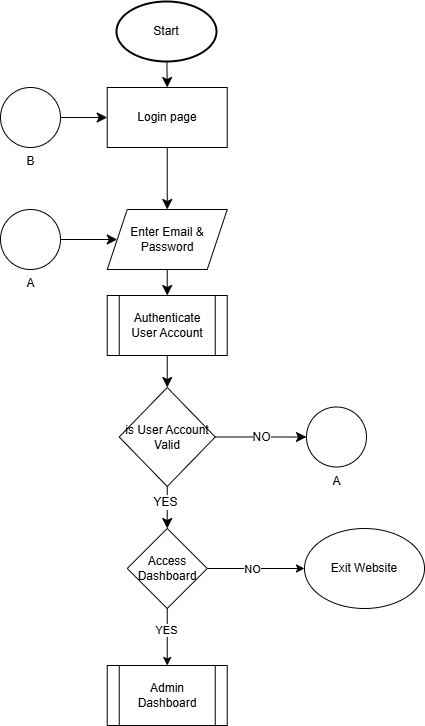 Start
Login page
B
Enter Email &
Password
A
Authenticate
User Account
is User Account
Valid
NO
A
YES
Access
Dashboard
NO
Exit Website
YES
Admin
Dashboard